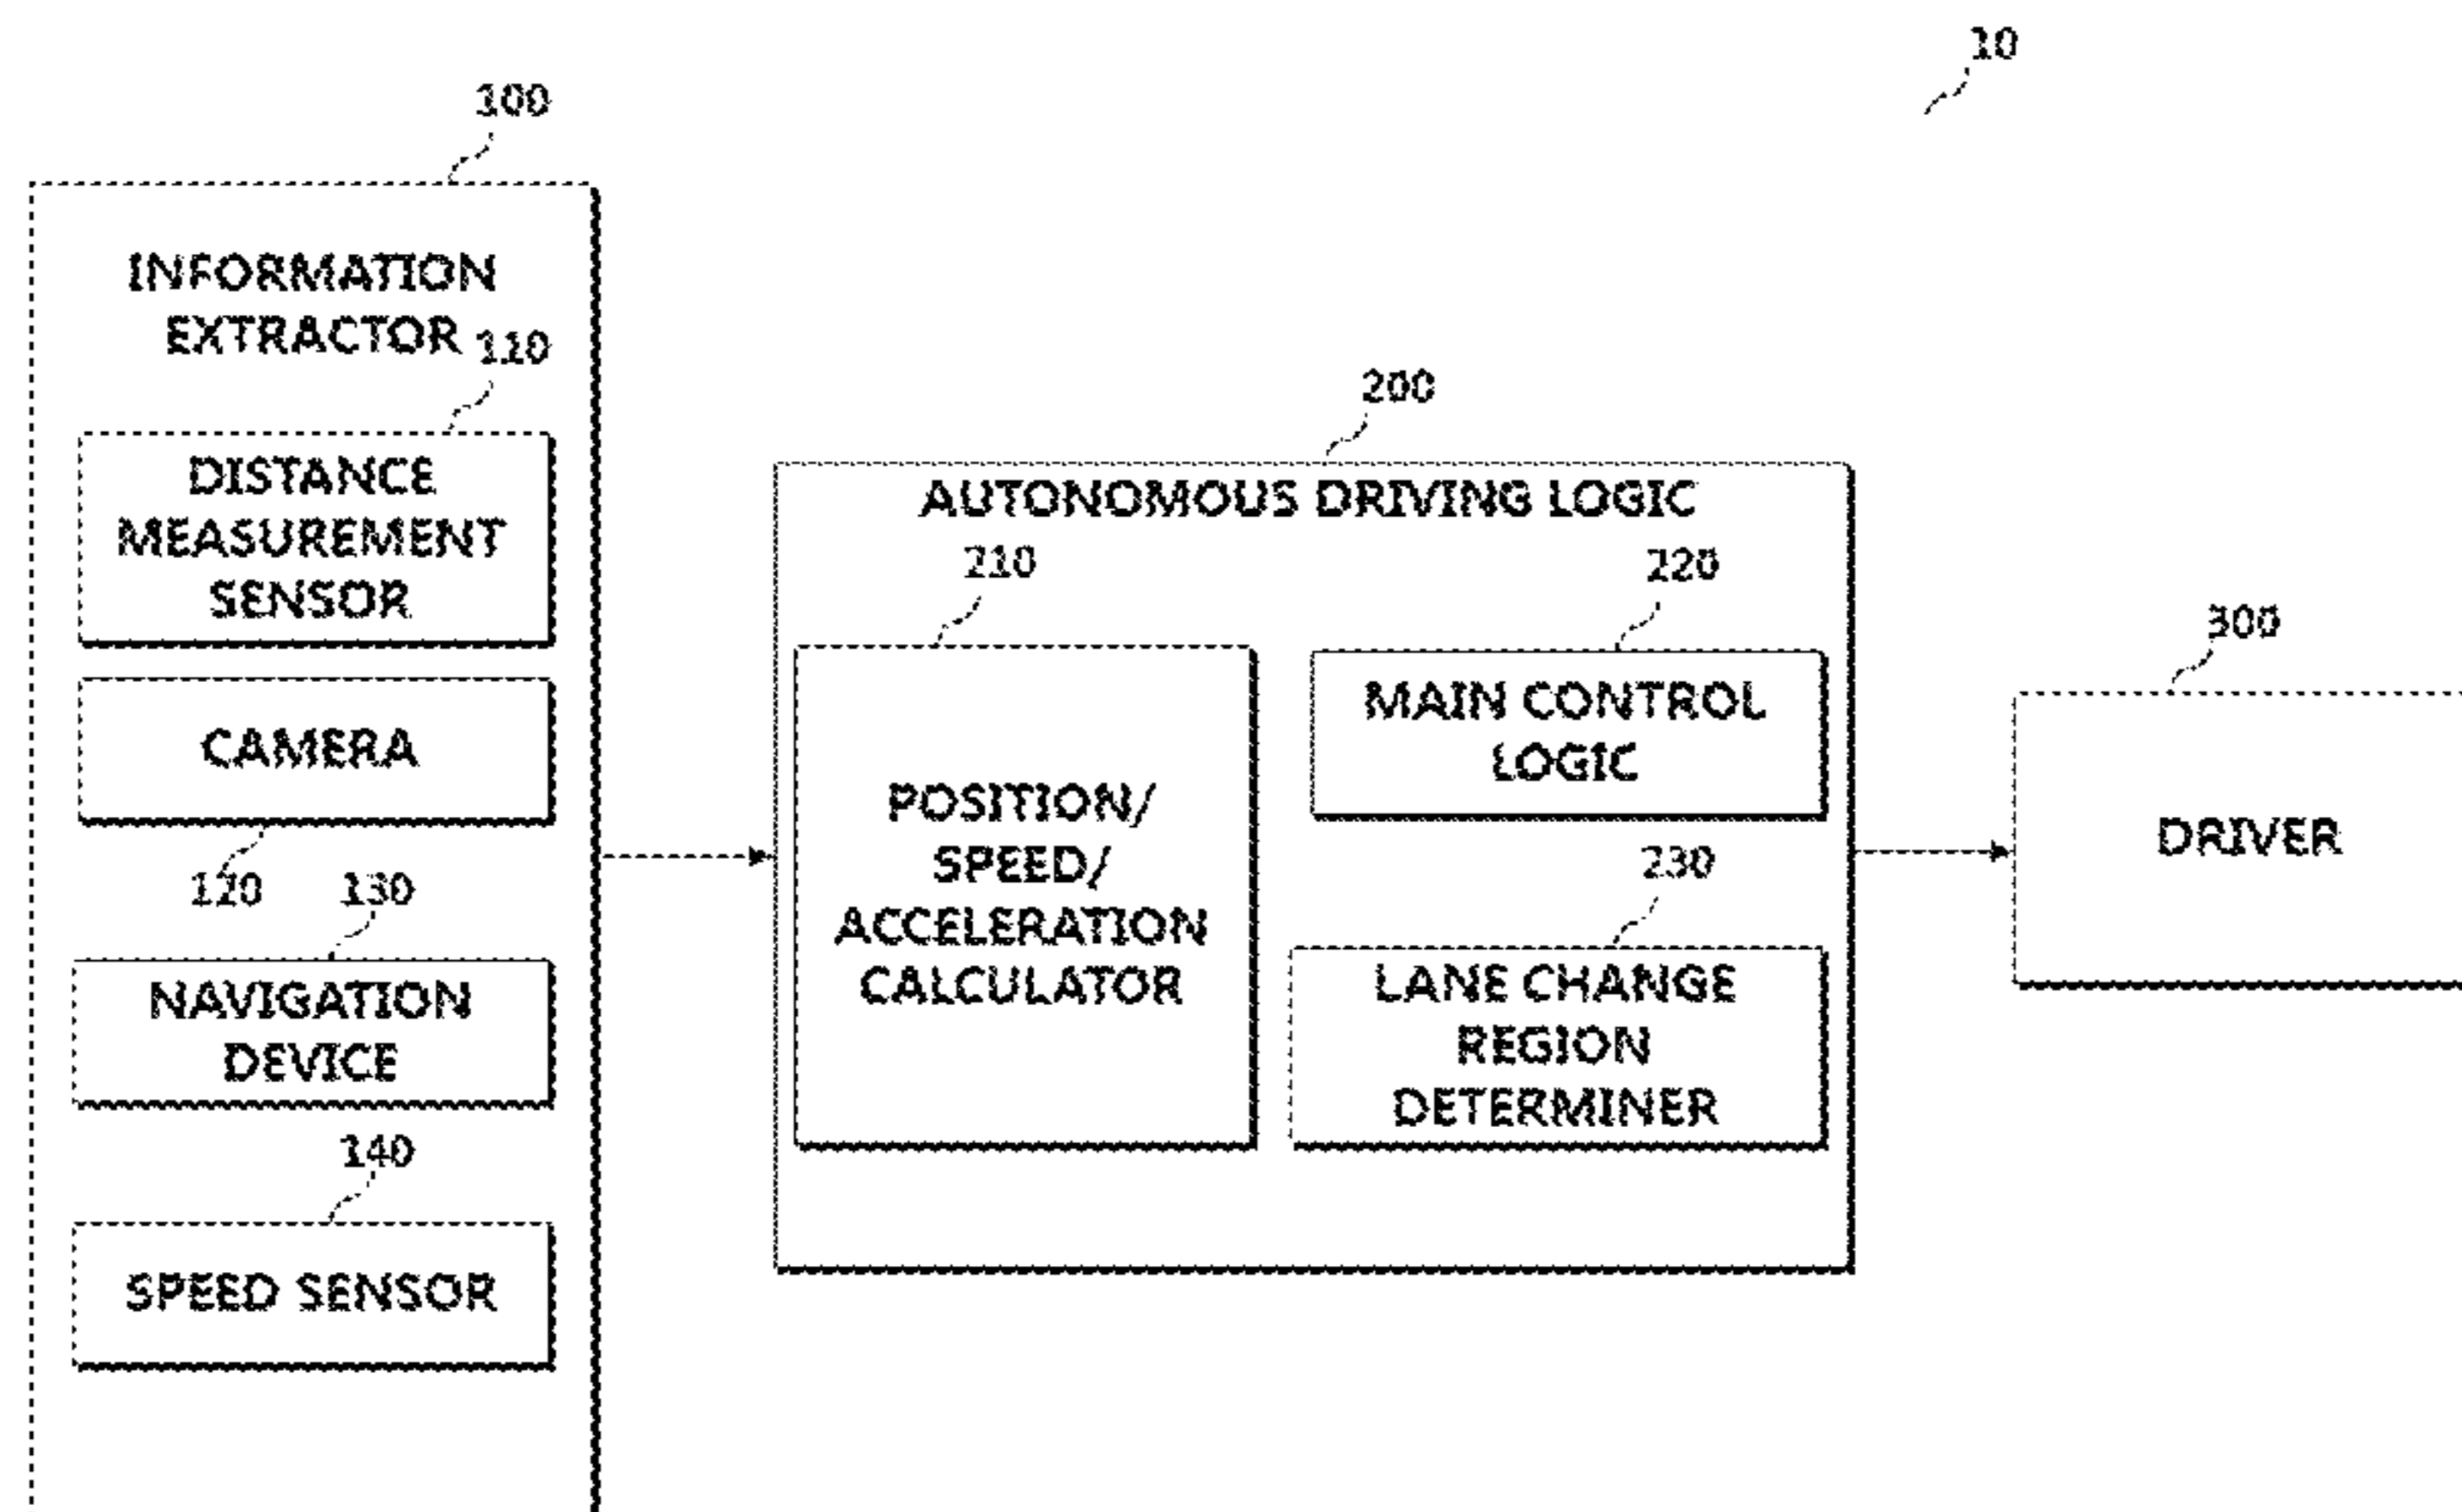 10
100
INFORMATION
EXTRACTOR
110
DISTANCE
MEASUREMENT
SENSOR
CAMERA
120
130
NAVIGATION
DEVICE
140
SPEED SENSOR
200
AUTONOMOUS DRIVING LOGIC
210
POSITION/
SPEED/
ACCELERATION
CALCULATOR
220
MAIN CONTROL
LOGIC
230
LANE CHANGE
REGION
DETERMINER
300
DRIVER